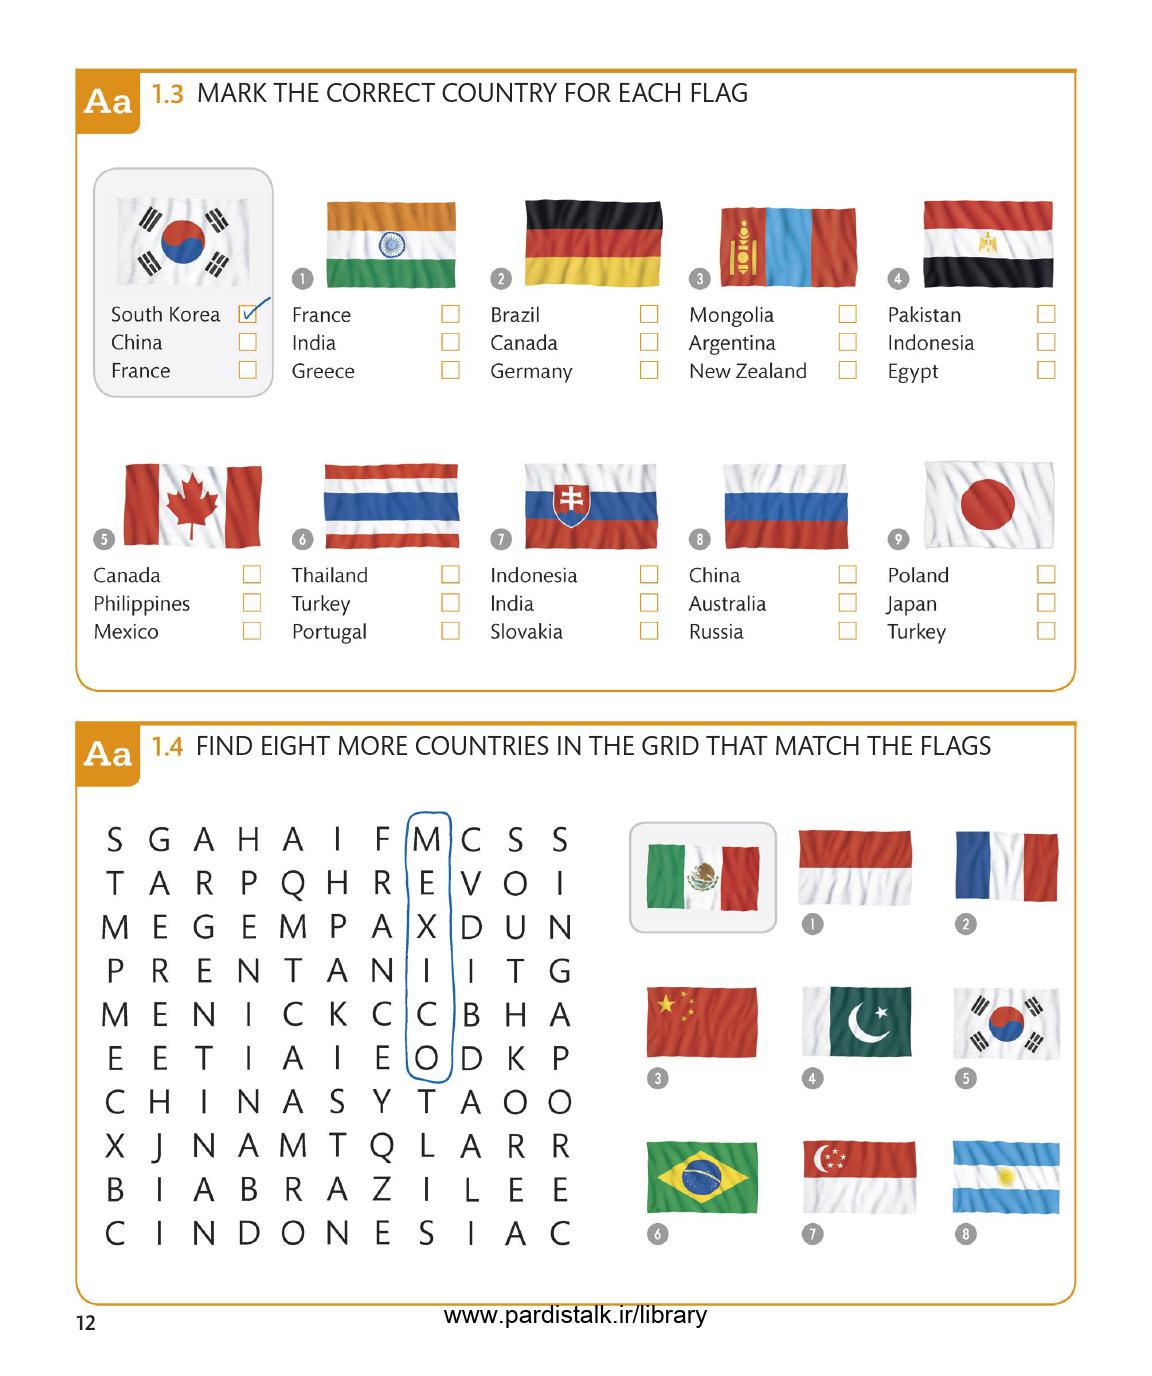 Aa 1.3 MARK THE CORRECT COUNTRY FOR EACH FLAG
1 2 3 4
South Korea France Brazil Mongolia Pakistan
China India Canada Argentina Indonesia
France Greece Germany New Zealand Egypt
5 6 7 8 9
Canada Thailand Indonesia China Poland
Philippines Turkey India Australia Japan
Mexico Portugal Slovakia Russia Turkey
Aa 1.4 FIND EIGHT MORE COUNTRIES IN THE GRID THAT MATCH THE FLAGS
S G A H A I F M C S S
T A R P Q H R E V O I
M E G E M P A X D U N
P R E N T A N I I T G
M E N I C K C C B H A
E E T I A I E O D K P
C H I N A S Y T A O O
X J N A M T Q L A R R
B I A B R A Z I L E E
C I N D O N E S I A C
1 2
3 4 5
6 7 8
12
www.pardistalk.ir/library